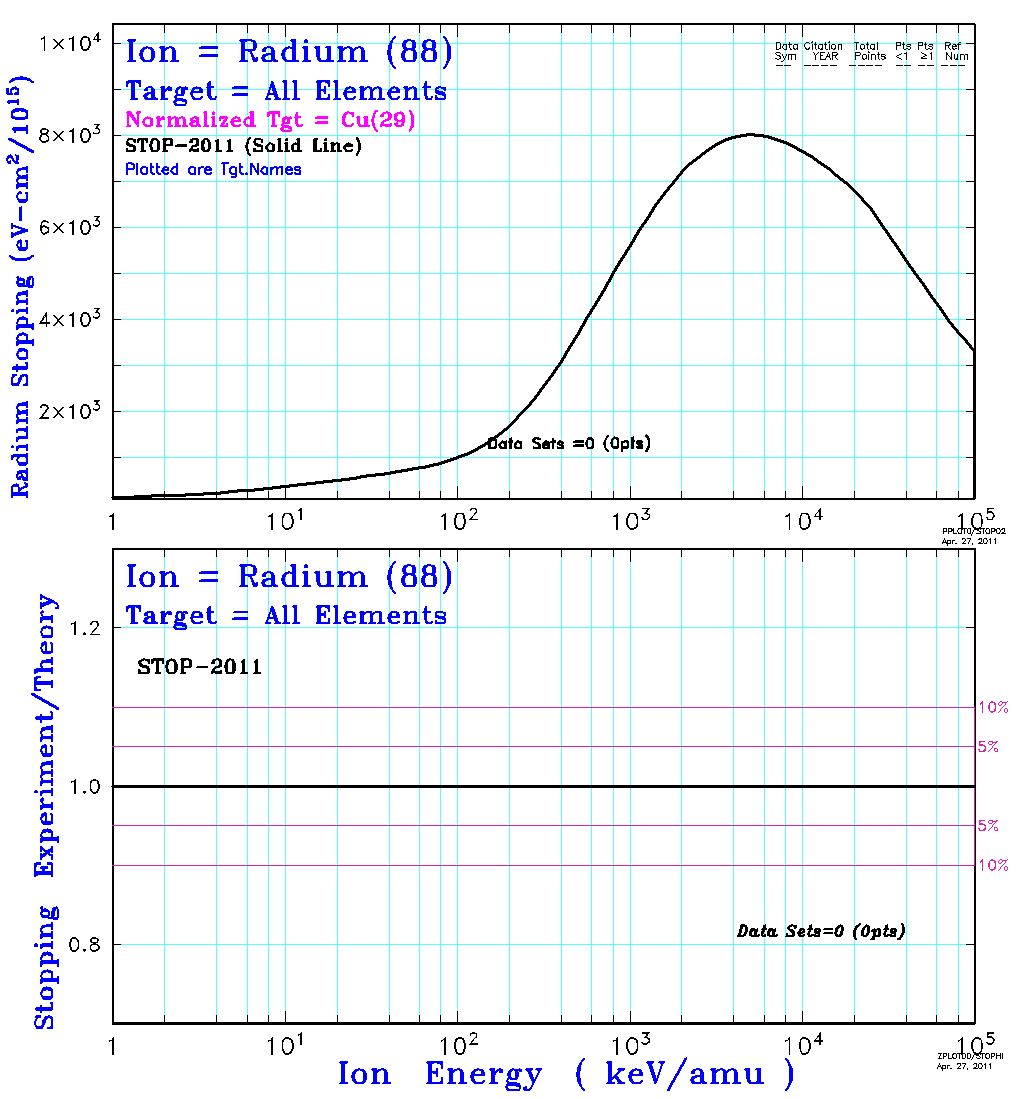 Ion = Radium (88)
Target = All Elements
Normalized Tgt = Cu(29)
STOP-2011 (Solid Line)
Plotted are Tgt.Names
Data Citation Total Pts Pts Ref
Sym YEAR Points <1 ≥1 Num
Radium Stopping (eV-cm²/10¹⁵)
1×10⁴
8×10³
6×10³
4×10³
2×10³
Data Sets =0 (0pts)
1 10¹ 10² 10³ 10⁴ 10⁵
PPLOTQ/STOPO2
Apr. 27, 2011
Ion = Radium (88)
Target = All Elements
STOP-2011
Stopping Experiment/Theory
1.2
1.0
0.8
10%
5%
5%
10%
Data Sets=0 (0pts)
1 10¹ 10² 10³ 10⁴ 10⁵
Ion Energy ( keV/amu )
Apr. 27, 2011